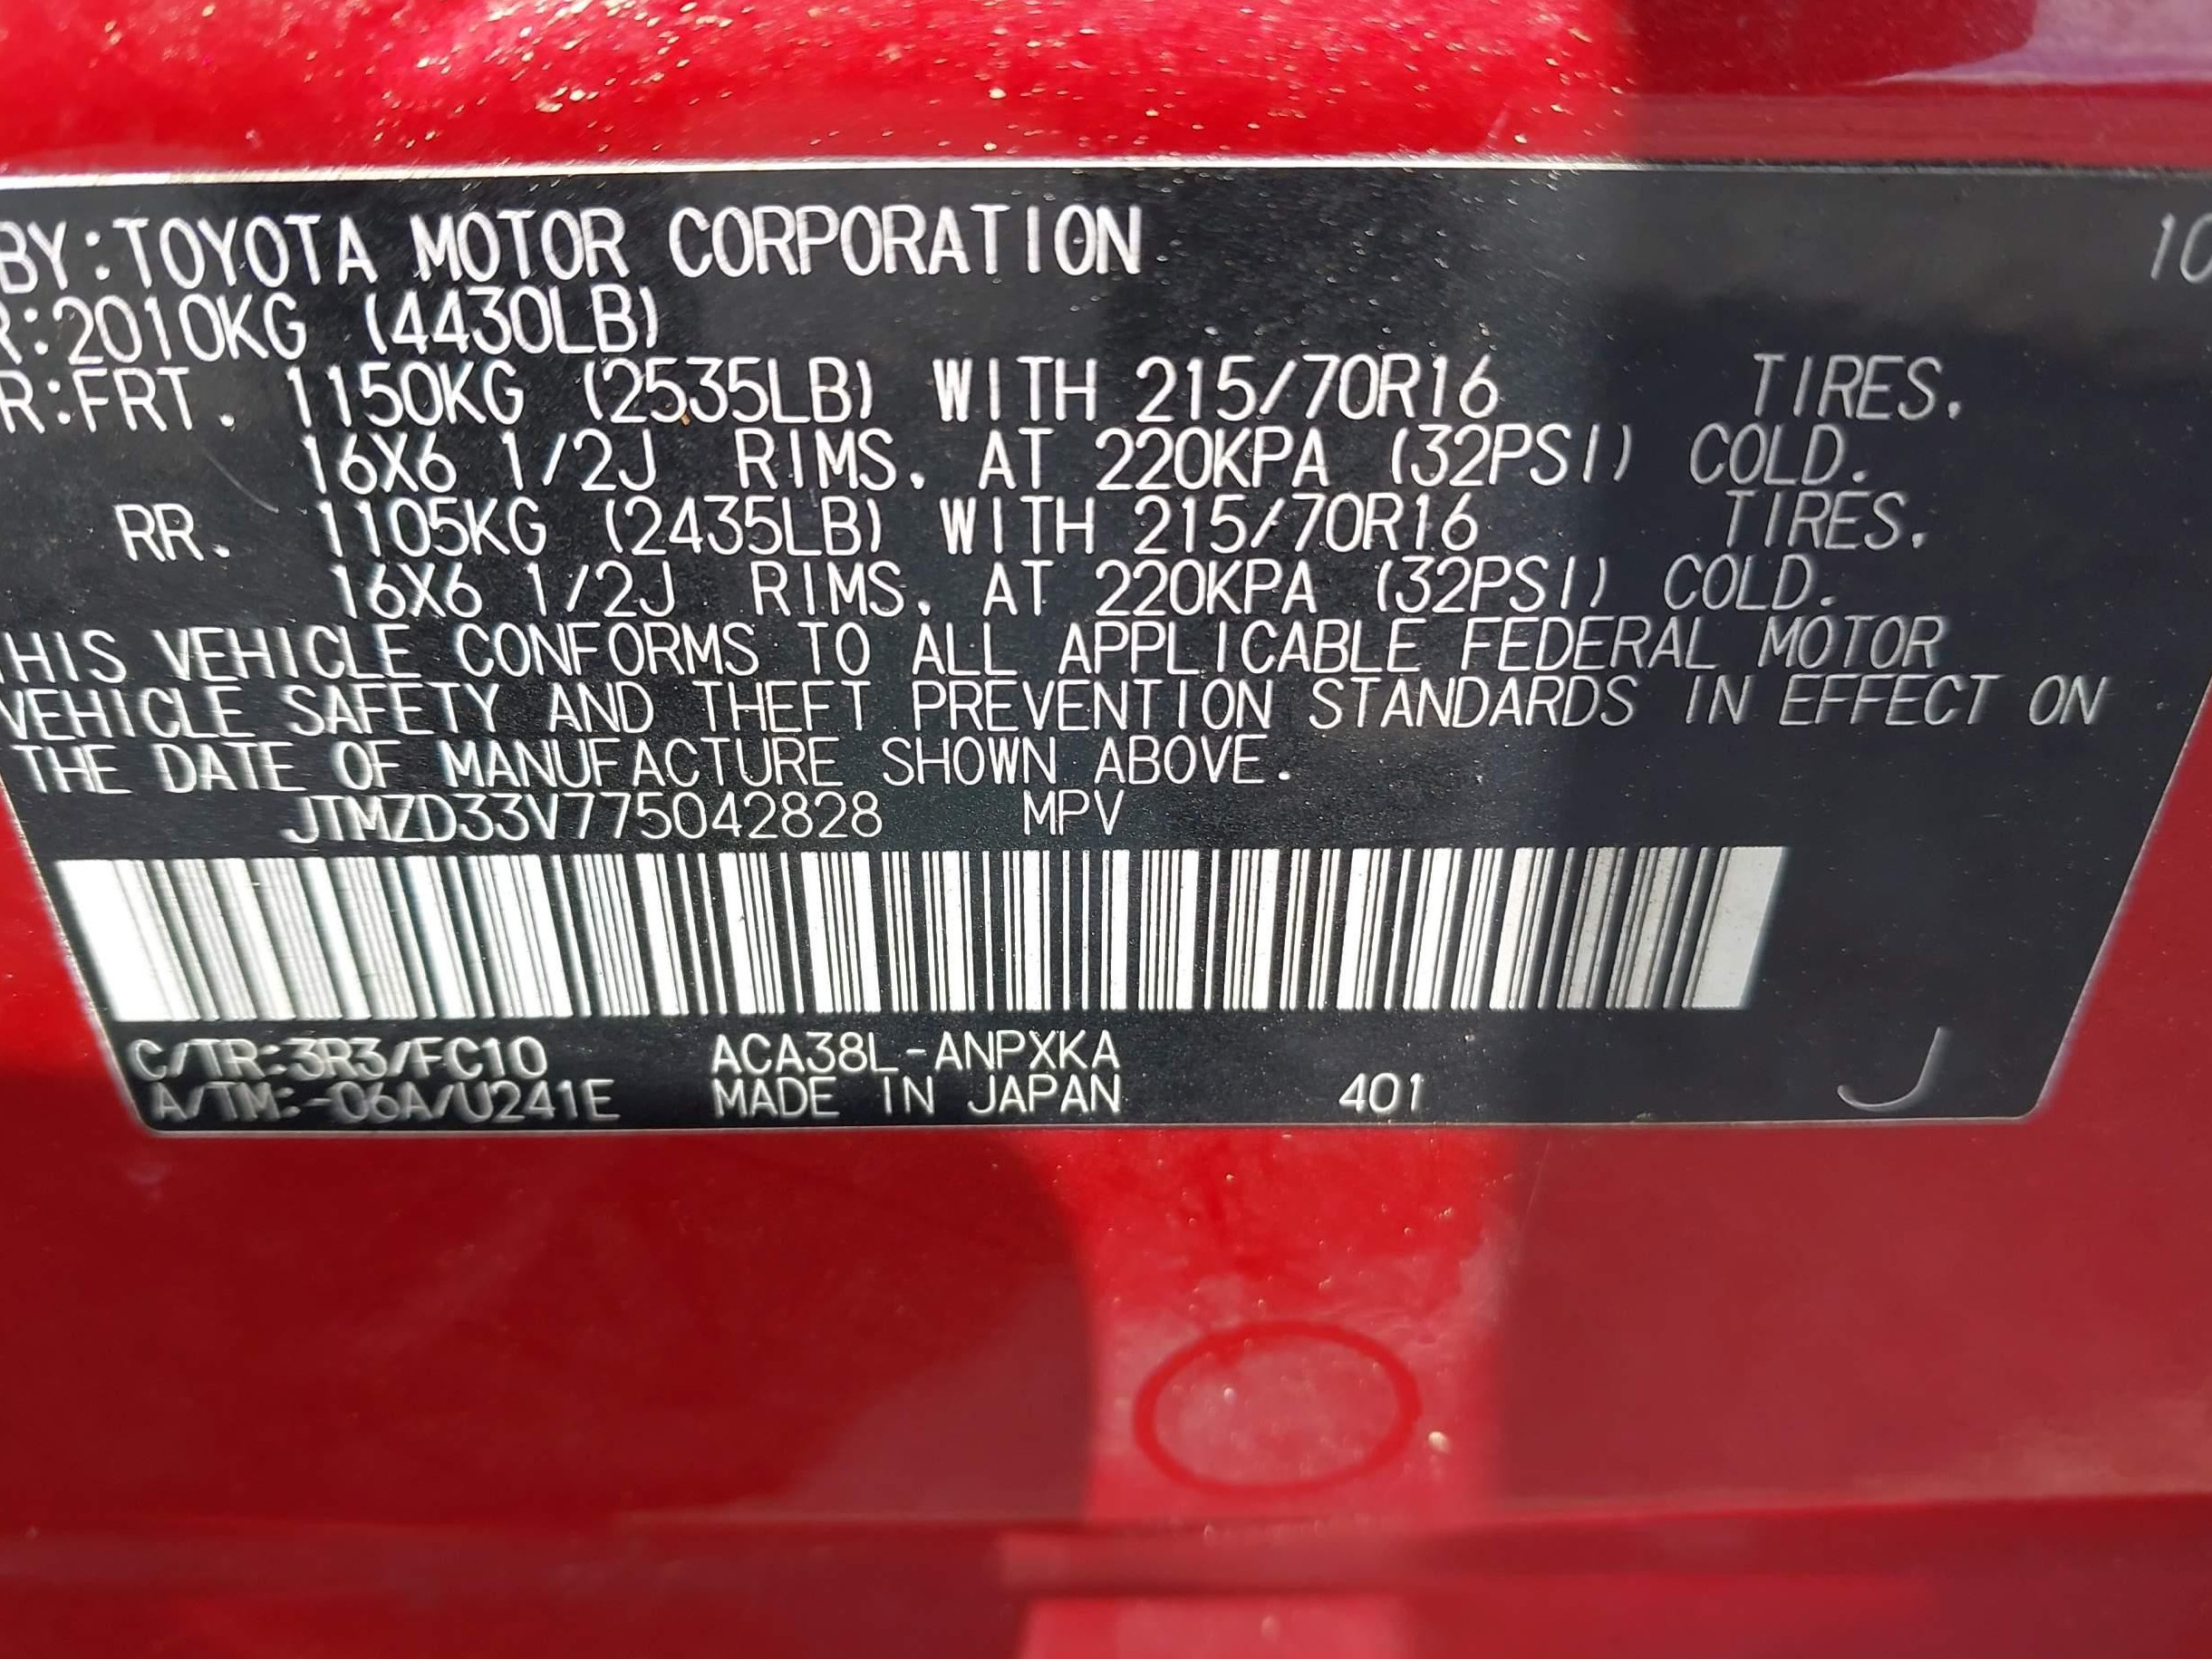 BY:TOYOTA MOTOR CORPORATION 10
R:2010KG (4430LB)
R:FRT. 1150KG (2535LB) WITH 215/70R16 TIRES.
16X6 1/2J RIMS, AT 220KPA (32PSI) COLD.
RR. 1105KG (2435LB) WITH 215/70R16 TIRES.
16X6 1/2J RIMS, AT 220KPA (32PSI) COLD.
HIS VEHICLE CONFORMS TO ALL APPLICABLE FEDERAL MOTOR
VEHICLE SAFETY AND THEFT PREVENTION STANDARDS IN EFFECT ON
THE DATE OF MANUFACTURE SHOWN ABOVE.
JTMZD33V775042828 MPV
C/TR:3R3/FC10 ACA38L-ANPXKA
A/TM:-06A/U241E MADE IN JAPAN 401 J